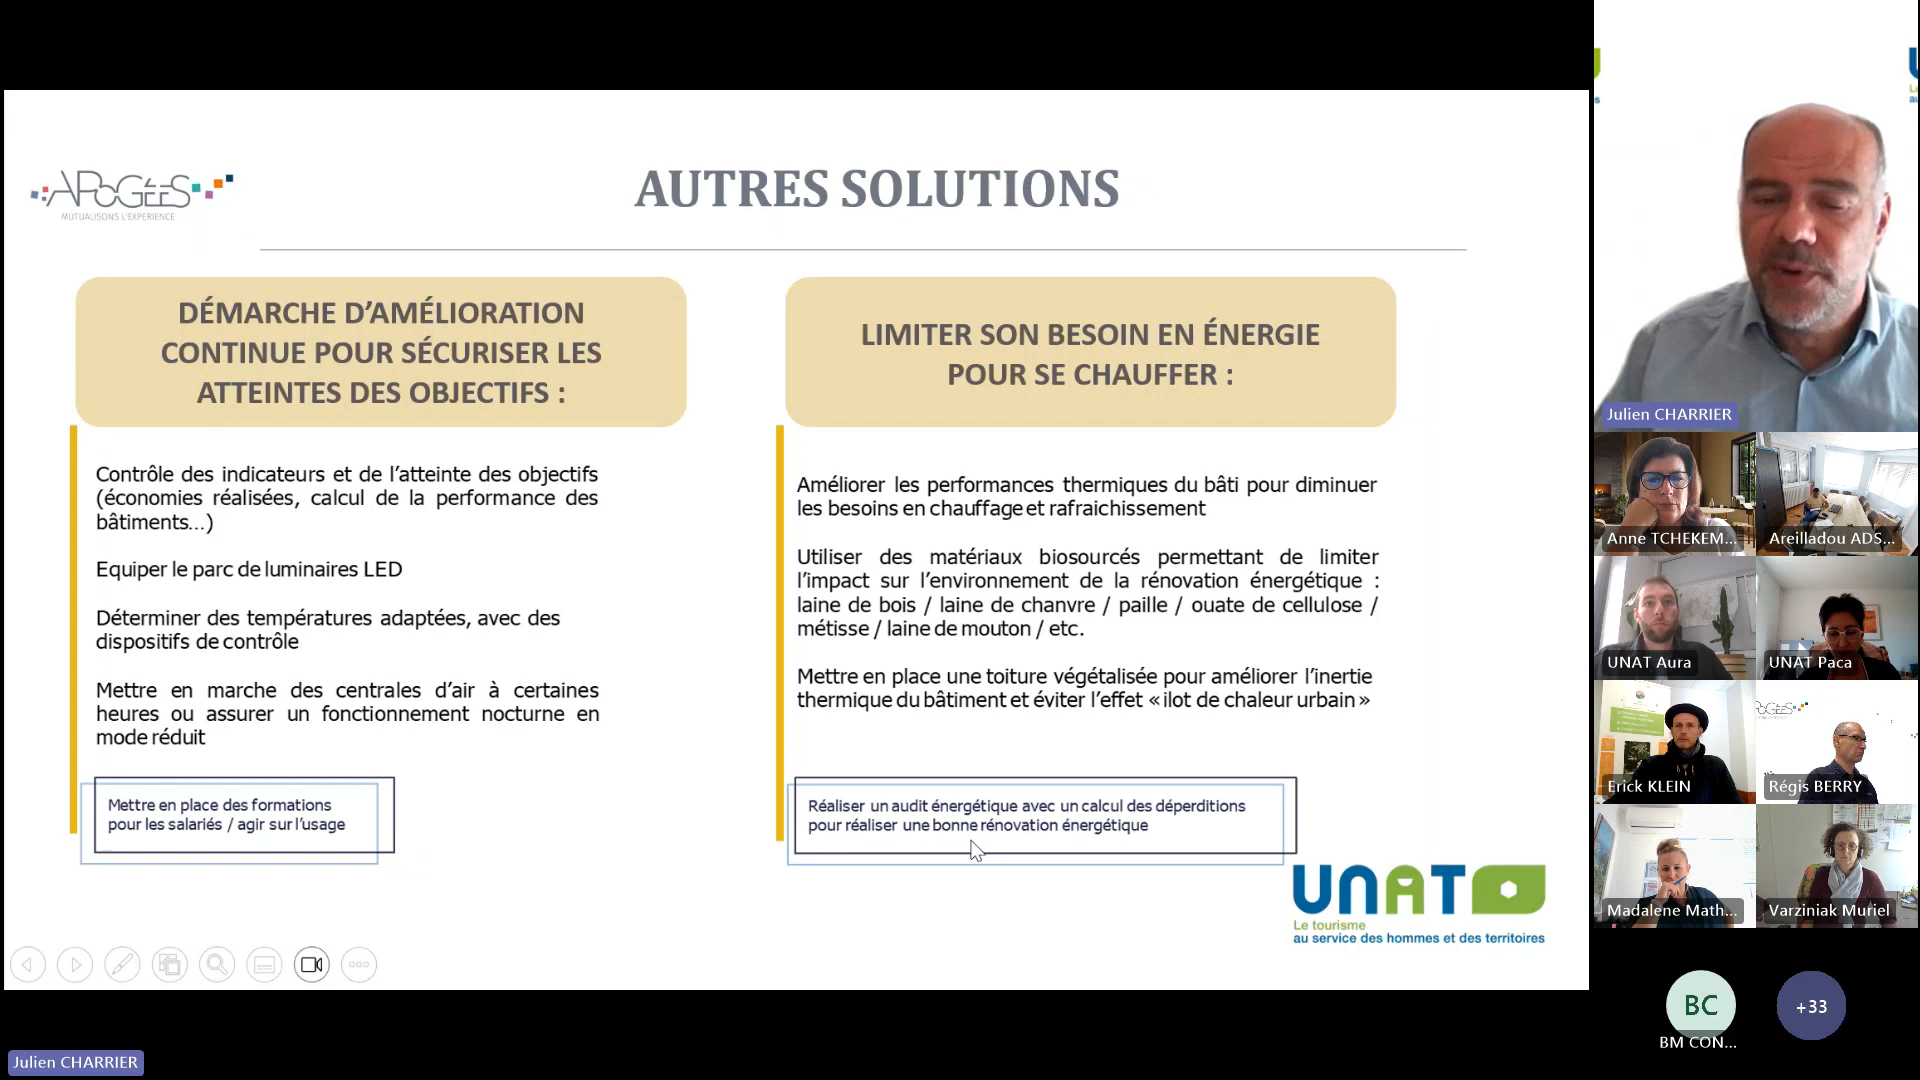 APOGÉES
MUTUALISONS L'EXPERIENCE
AUTRES SOLUTIONS
DÉMARCHE D'AMÉLIORATION
CONTINUE POUR SÉCURISER LES
ATTEINTES DES OBJECTIFS :
Contrôle des indicateurs et de l'atteinte des objectifs
(économies réalisées, calcul de la performance des
bâtiments...)
Equiper le parc de luminaires LED
Déterminer des températures adaptées, avec des
dispositifs de contrôle
Mettre en marche des centrales d'air à certaines
heures ou assurer un fonctionnement nocturne en
mode réduit
Mettre en place des formations
pour les salariés / agir sur l'usage
LIMITER SON BESOIN EN ÉNERGIE
POUR SE CHAUFFER :
Améliorer les performances thermiques du bâti pour diminuer
les besoins en chauffage et rafraichissement
Utiliser des matériaux biosourcés permettant de limiter
l'impact sur l'environnement de la rénovation énergétique :
laine de bois / laine de chanvre / paille / ouate de cellulose /
métisse / laine de mouton / etc.
Mettre en place une toiture végétalisée pour améliorer l'inertie
thermique du bâtiment et éviter l'effet « ilot de chaleur urbain »
Réaliser un audit énergétique avec un calcul des déperditions
pour réaliser une bonne rénovation énergétique
UNAT
Le tourisme
au service des hommes et des territoires
Julien CHARRIER
Julien CHARRIER
Anne TCHEKEM...
Areilladou ADS...
UNAT Aura
UNAT Paca
Erick KLEIN
Régis BERRY
Madalene Math...
Varziniak Muriel
BC
BM CON...
+33